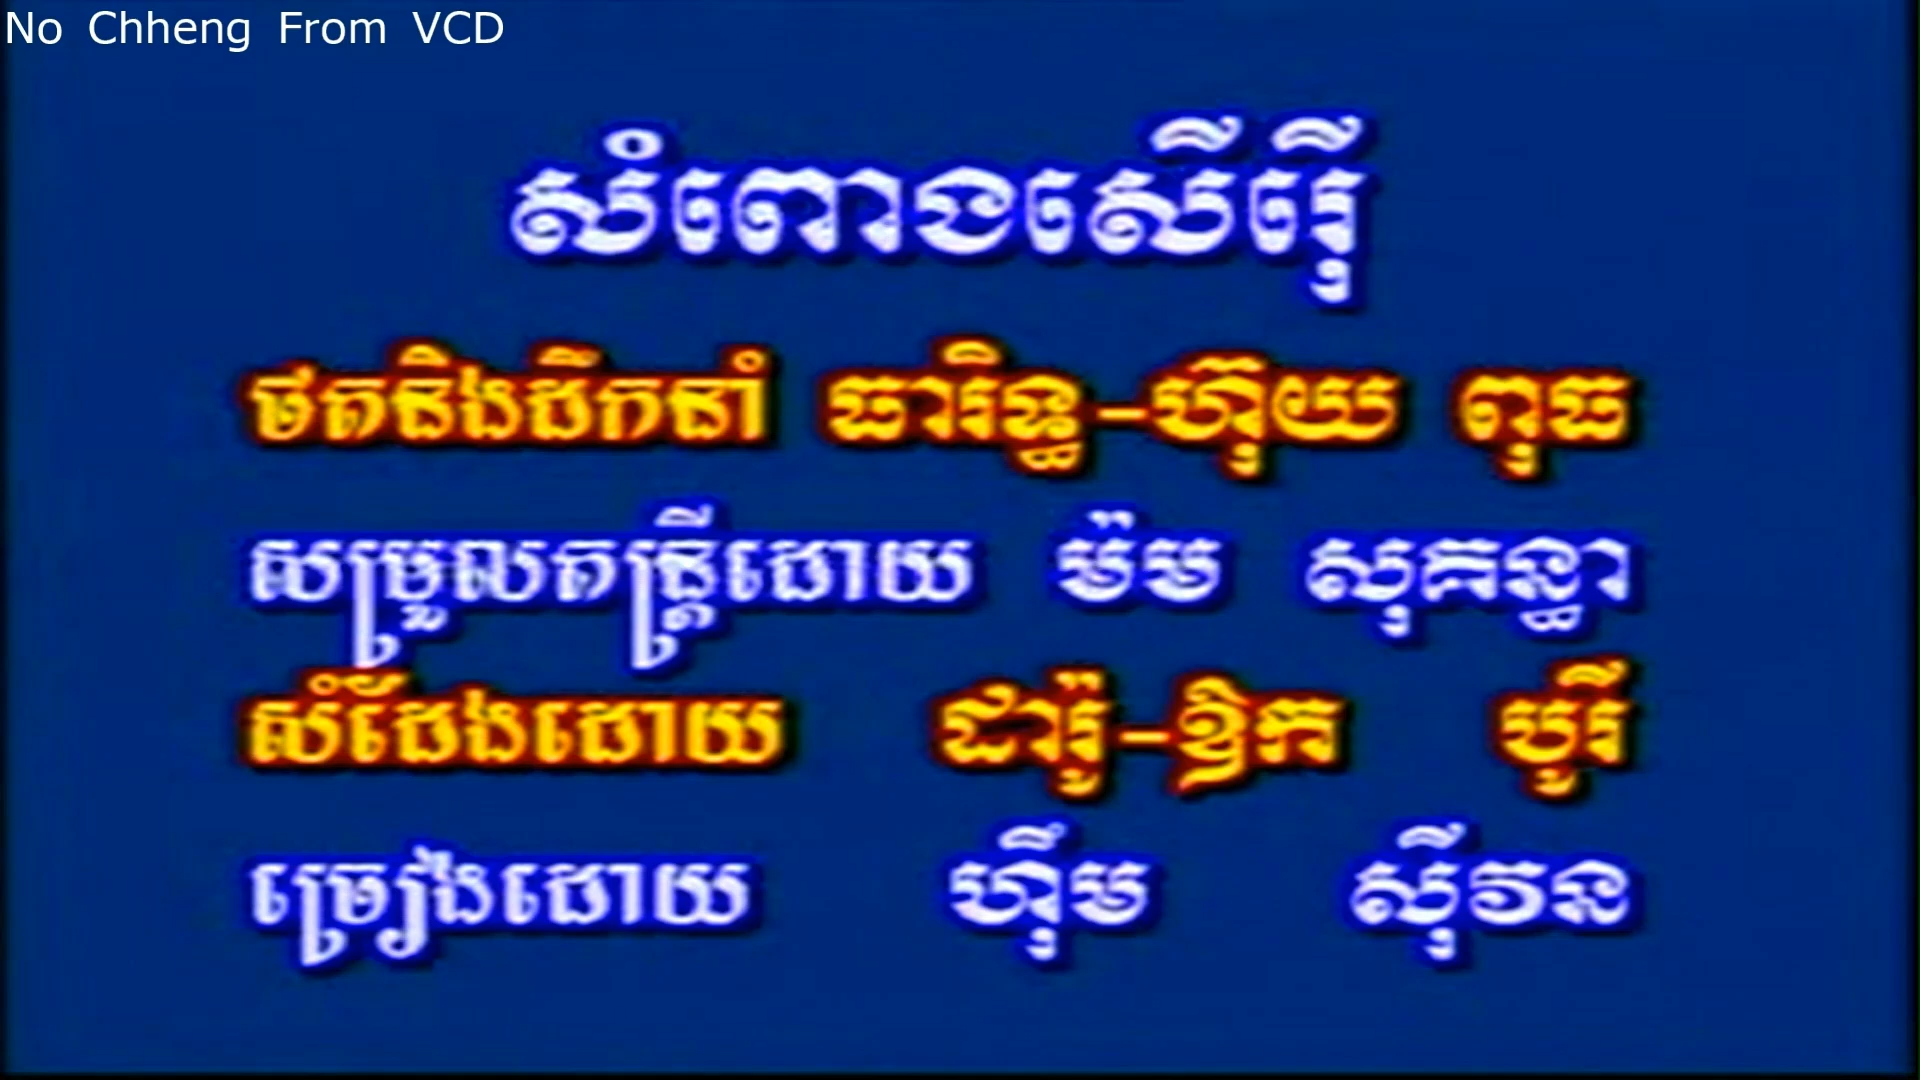 No Chheng From VCD
សំពោងសើរ៉ើ
ថតនិងដឹកនាំ ធារិទ្ធ-ហ៊ុយ ពុធ
សម្រួលតន្ត្រីដោយ ម៉ម សុគន្ធា
សំដែងដោយ ដារ៉ូ-ឱក បូរី
ច្រៀងដោយ ហ៊ឹម ស៊ីវន